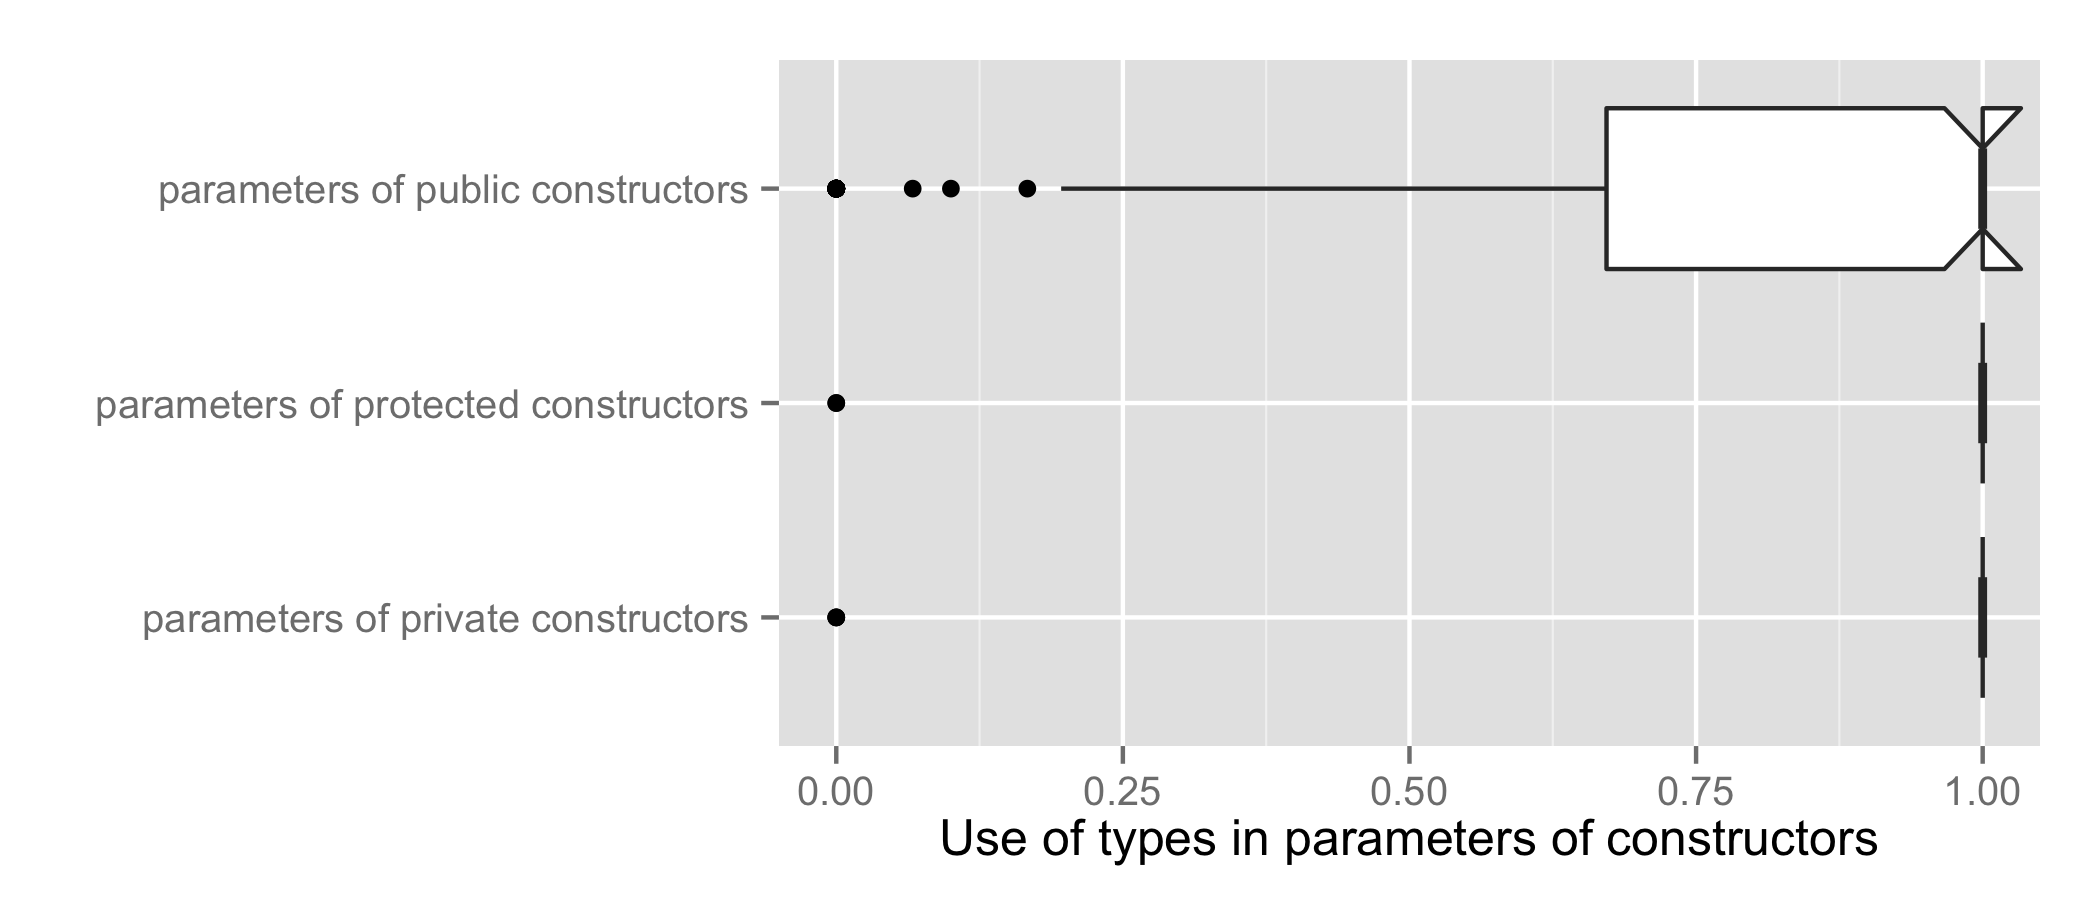 parameters of public constructors
parameters of protected constructors
parameters of private constructors
0.00 0.25 0.50 0.75 1.00
Use of types in parameters of constructors